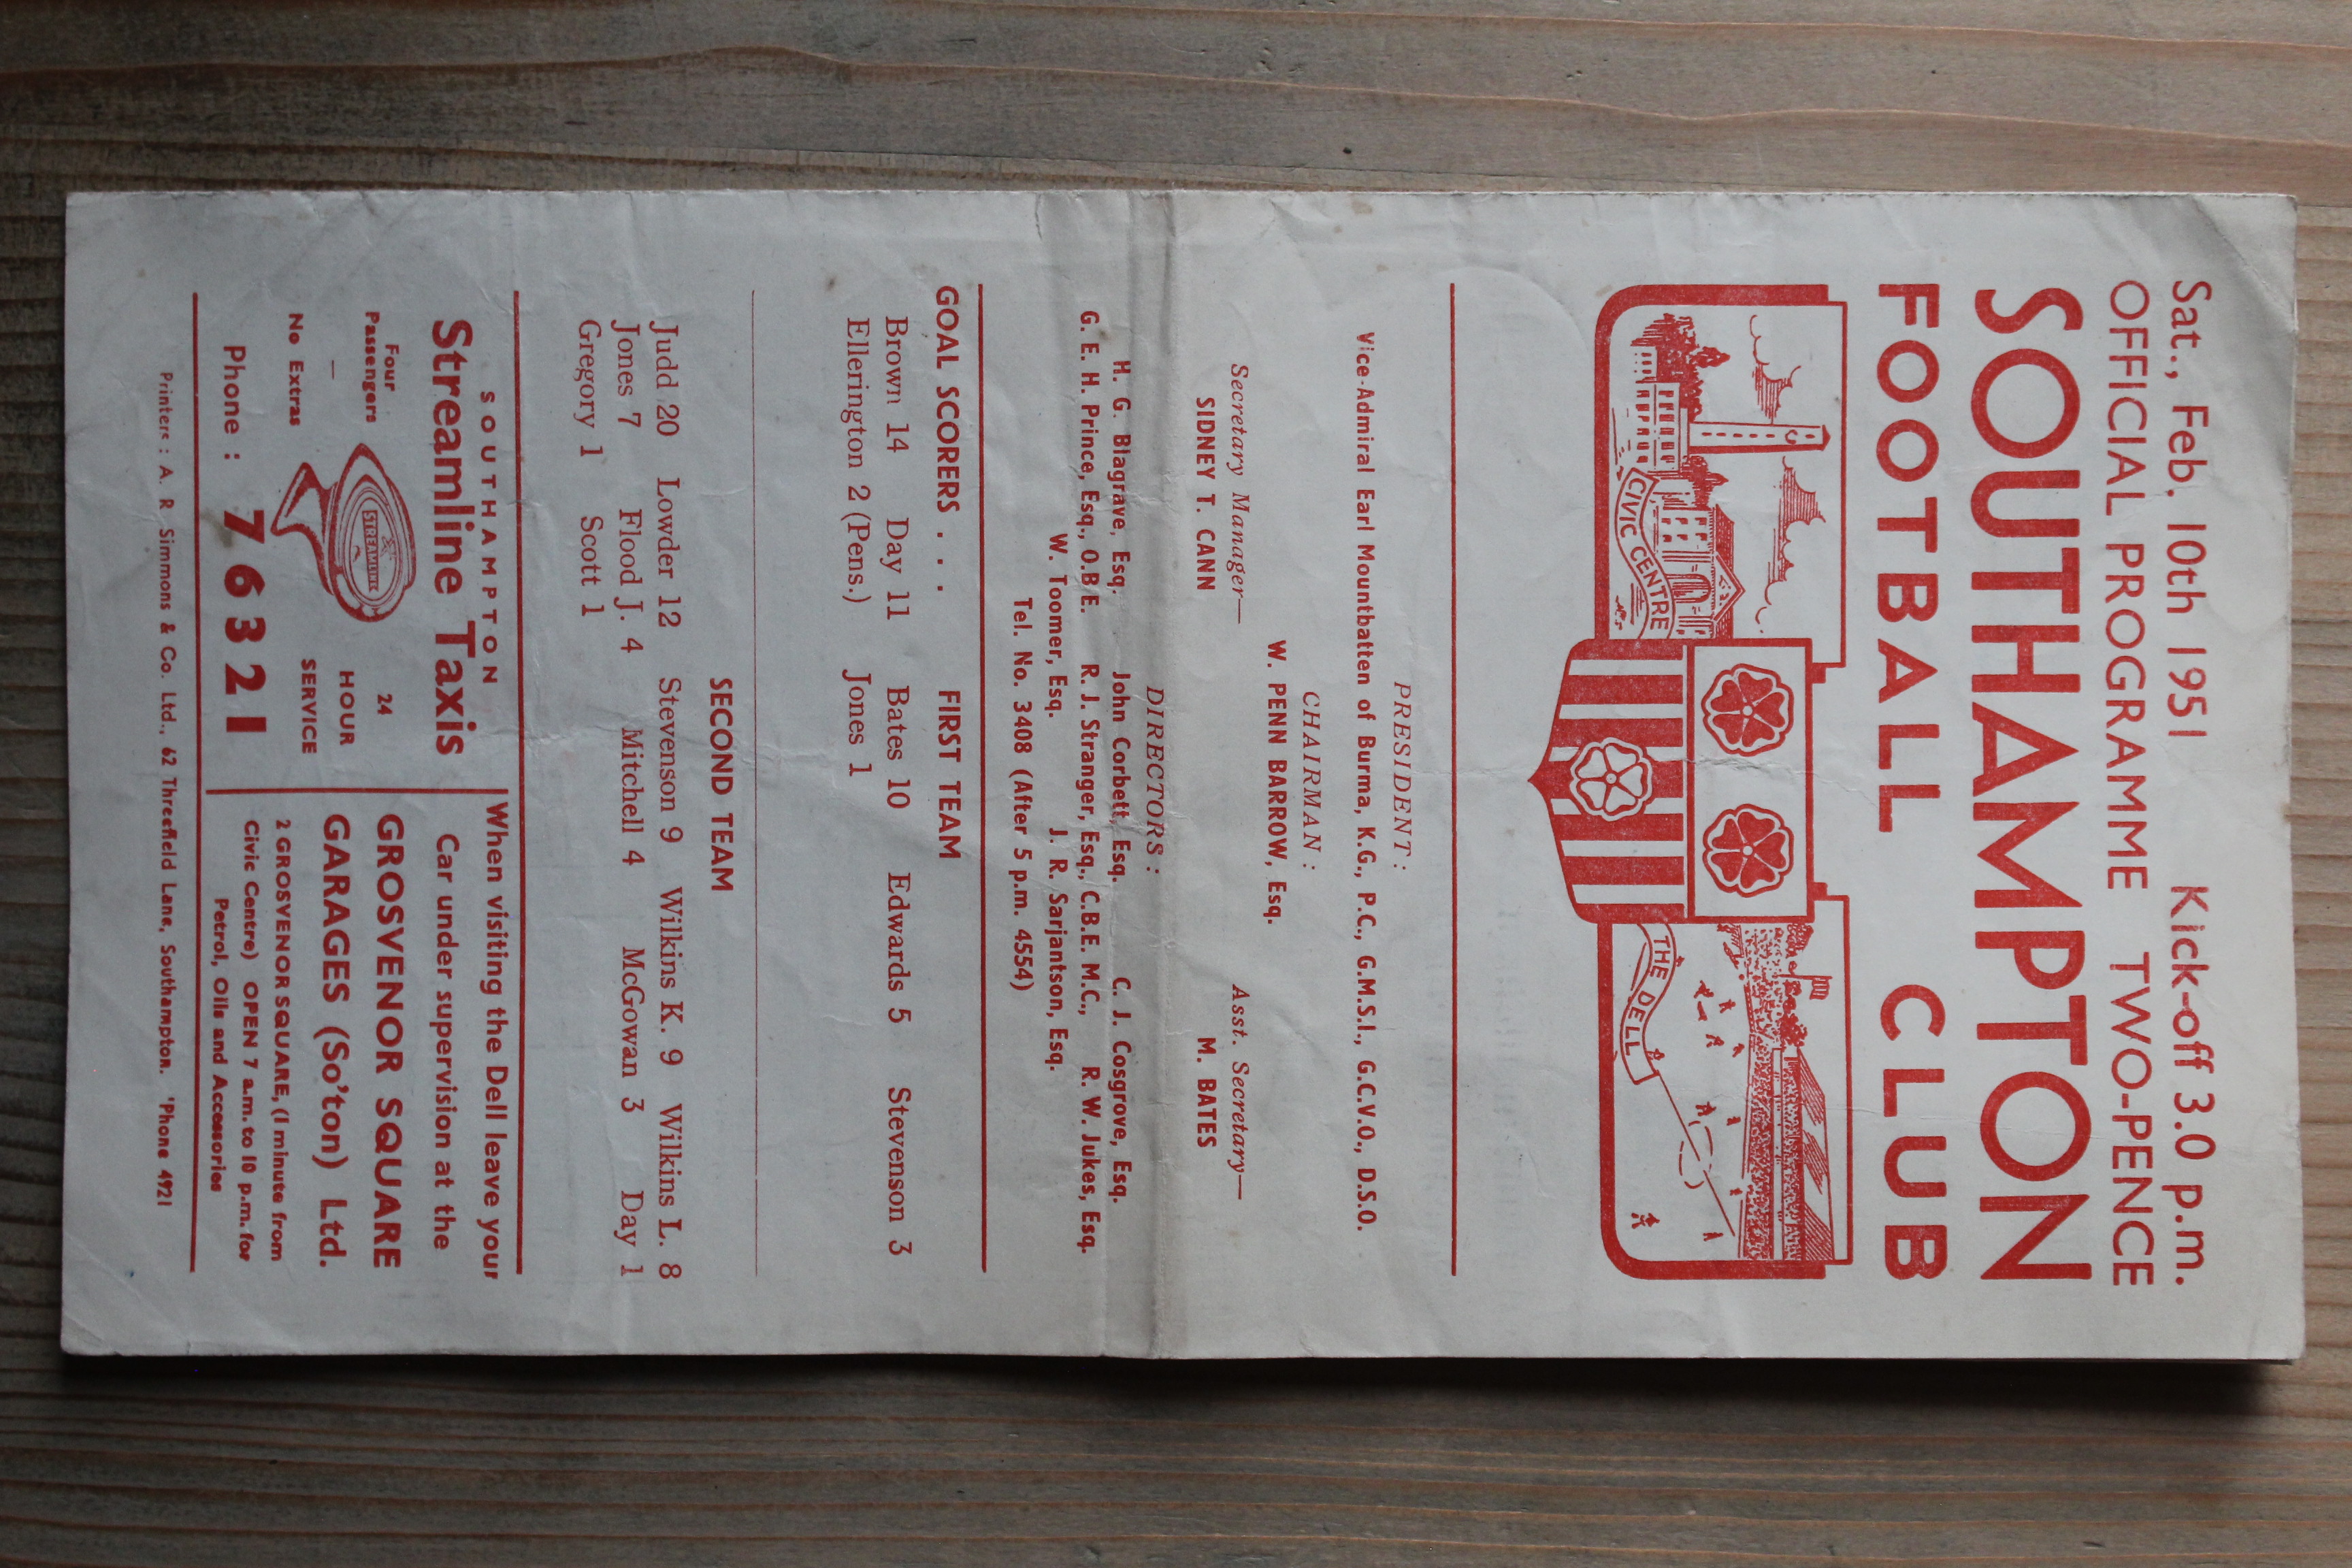 Sat., Feb. 10th 1951 Kick-off 3.0 p.m.
OFFICIAL PROGRAMME TWO-PENCE
SOUTHAMPTON
FOOTBALL CLUB
CIVIC CENTRE
THE DELL
PRESIDENT :
Vice-Admiral Earl Mountbatten of Burma, K.G., P.C., G.M.S.I., G.C.V.O., D.S.O.
CHAIRMAN :
W. PENN BARROW, Esq.
Secretary Manager— Asst. Secretary—
SIDNEY T. CANN M. BATES
DIRECTORS :
H. G. Blagrave, Esq. John Corbett, Esq. C. J. Cosgrove, Esq.
G. E. H. Prince, Esq., O.B.E. R. J. Stranger, Esq., C.B.E. M.C., R. W. Jukes, Esq.
W. Toomer, Esq. J. R. Sarjantson, Esq.
Tel. No. 3408 (After 5 p.m. 4554)
GOAL SCORERS . . . FIRST TEAM
Brown 14 Day 11 Bates 10 Edwards 5 Stevenson 3
Ellerington 2 (Pens.) Jones 1
SECOND TEAM
Judd 20 Lowder 12 Stevenson 9 Wilkins K. 9 Wilkins L. 8
Jones 7 Flood J. 4 Mitchell 4 McGowan 3 Day 1
Gregory 1 Scott 1
SOUTHAMPTON
Streamline Taxis
Four
Passengers
—
No Extras
STREAMLINE
24
HOUR
SERVICE
Phone : 76321
When visiting the Dell leave your
Car under supervision at the
GROSVENOR SQUARE
GARAGES (So'ton) Ltd.
2 GROSVENOR SQUARE, (1 minute from
Civic Centre) OPEN 7 a.m. to 10 p.m. for
Petrol, Oils and Accessories
Printers : A. R Simmons & Co. Ltd., 62 Threefield Lane, Southampton. 'Phone 4921